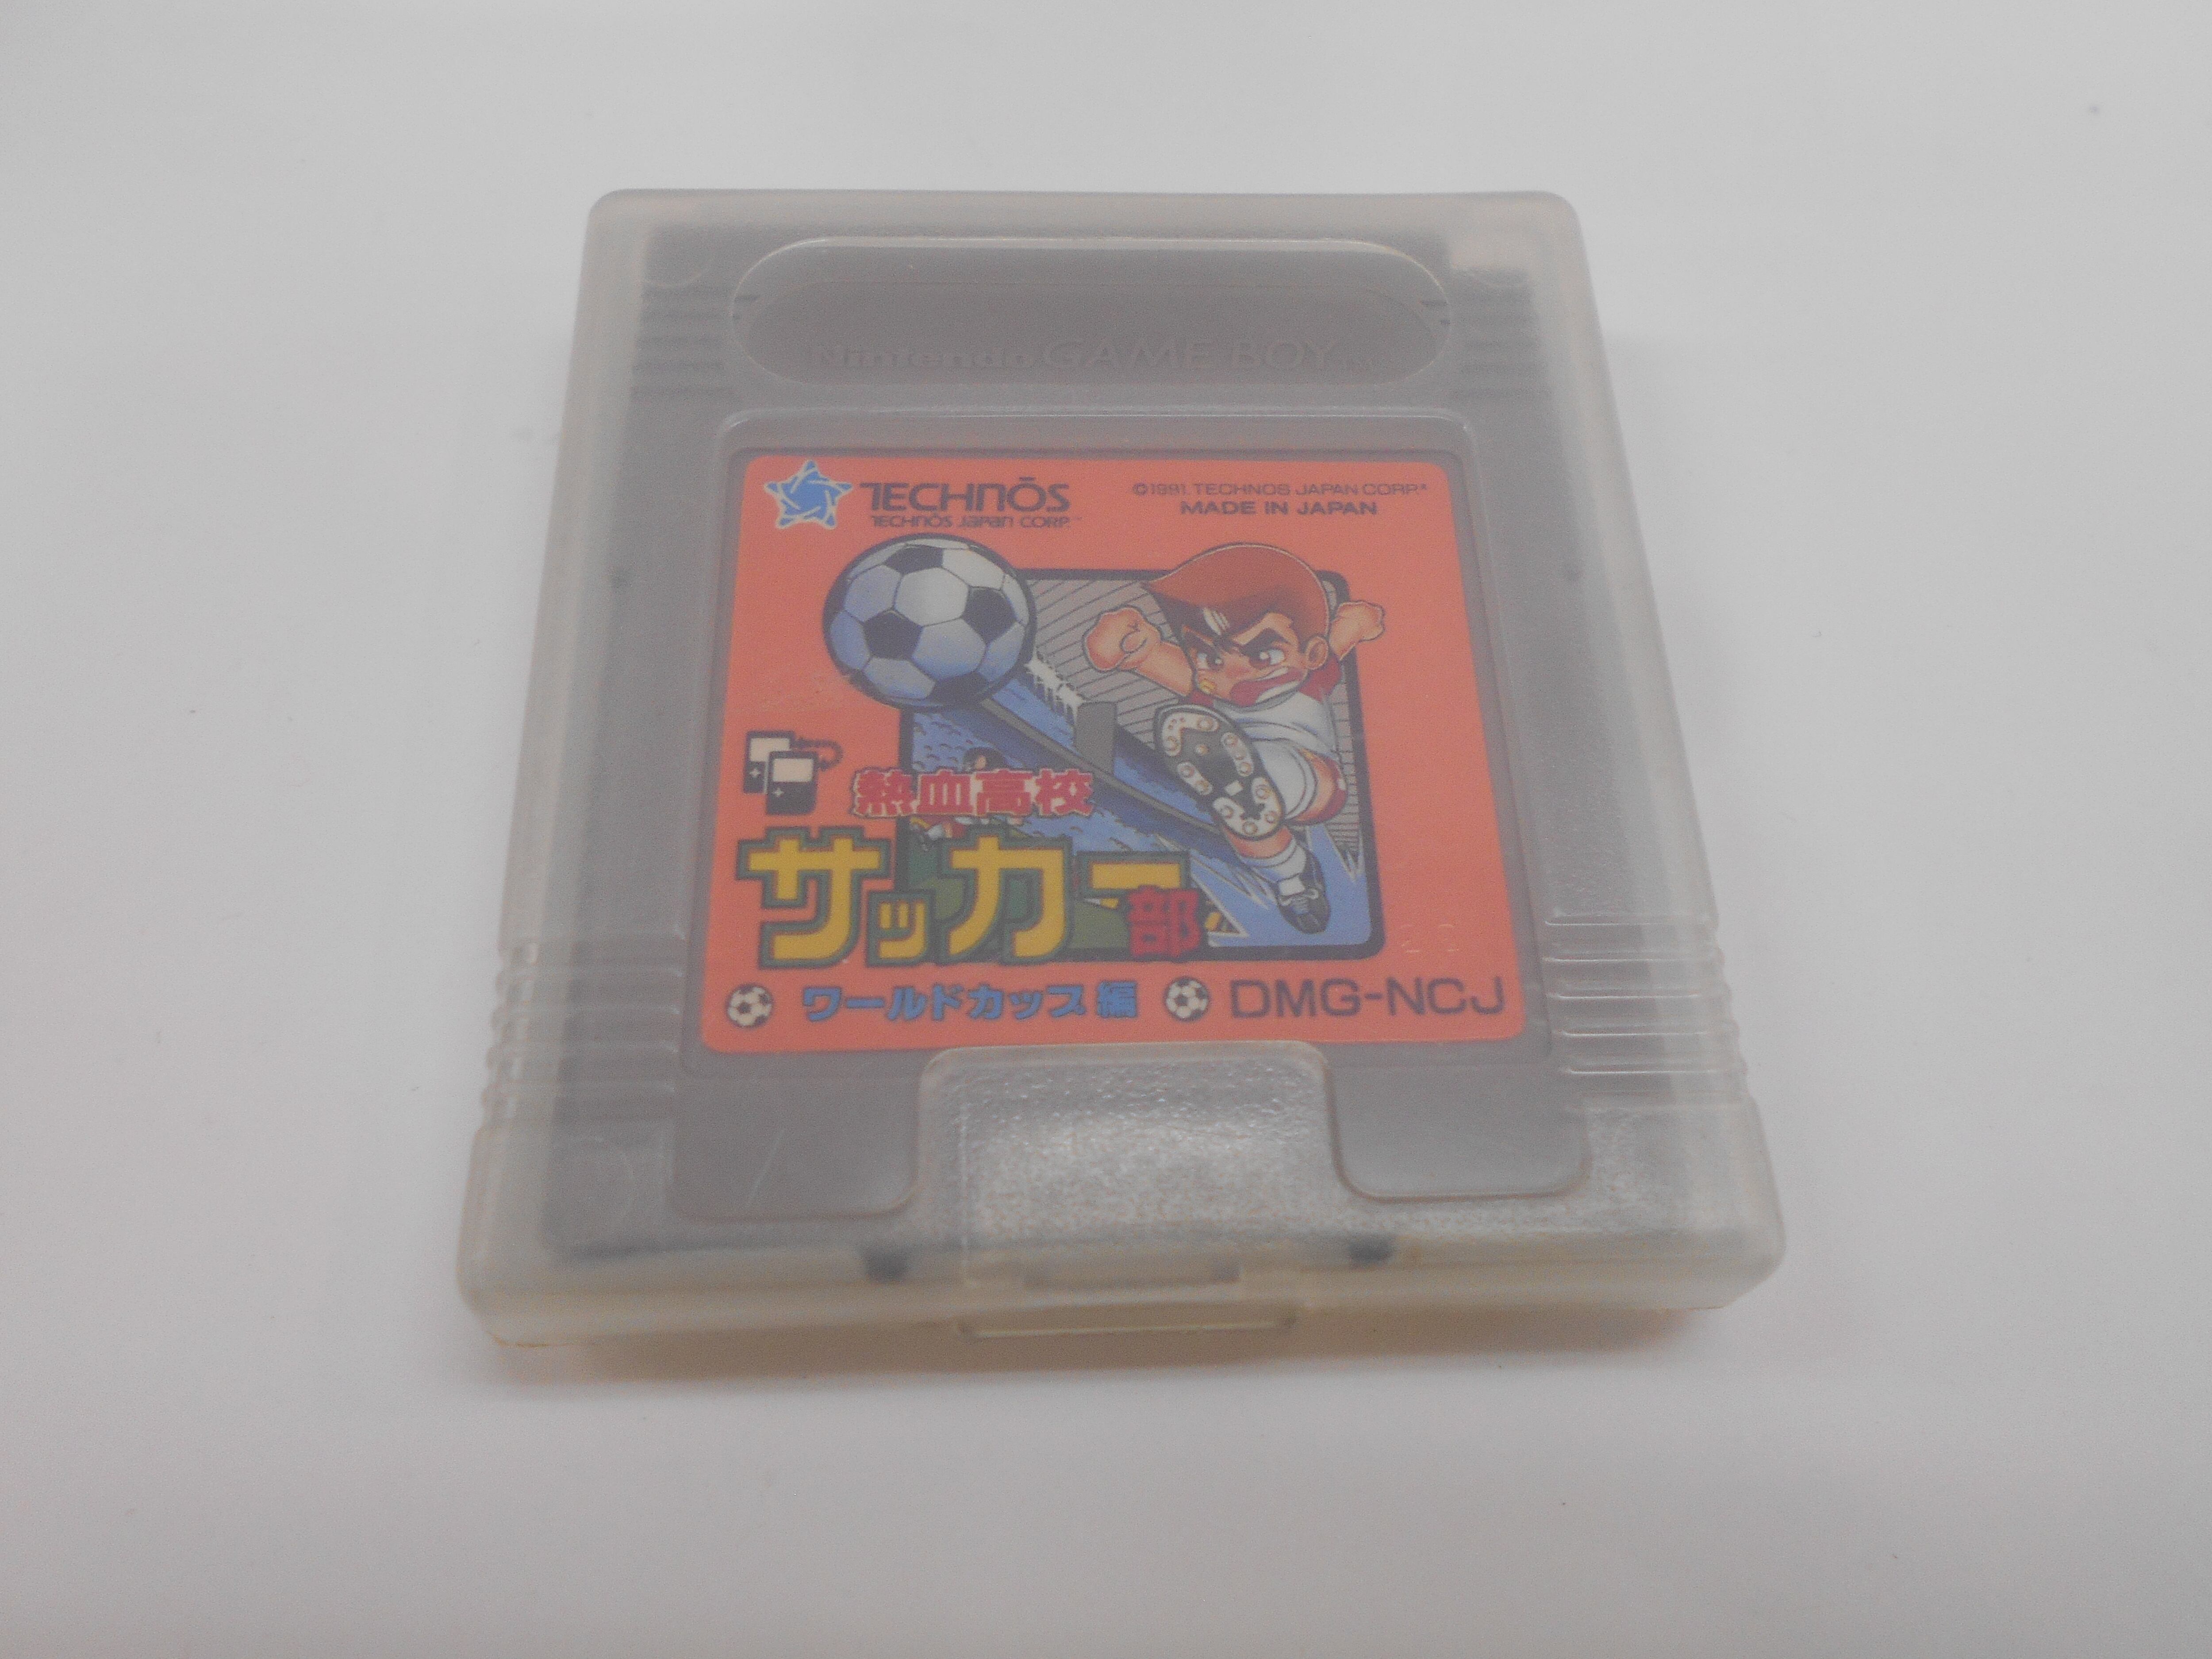 Nintendo GAME BOY
TECHNŌS
TECHNŌS JAPAN CORP.™
©1991. TECHNOS JAPAN CORP.
MADE IN JAPAN
熱血高校
サッカー部
ワールドカップ編
DMG-NCJ